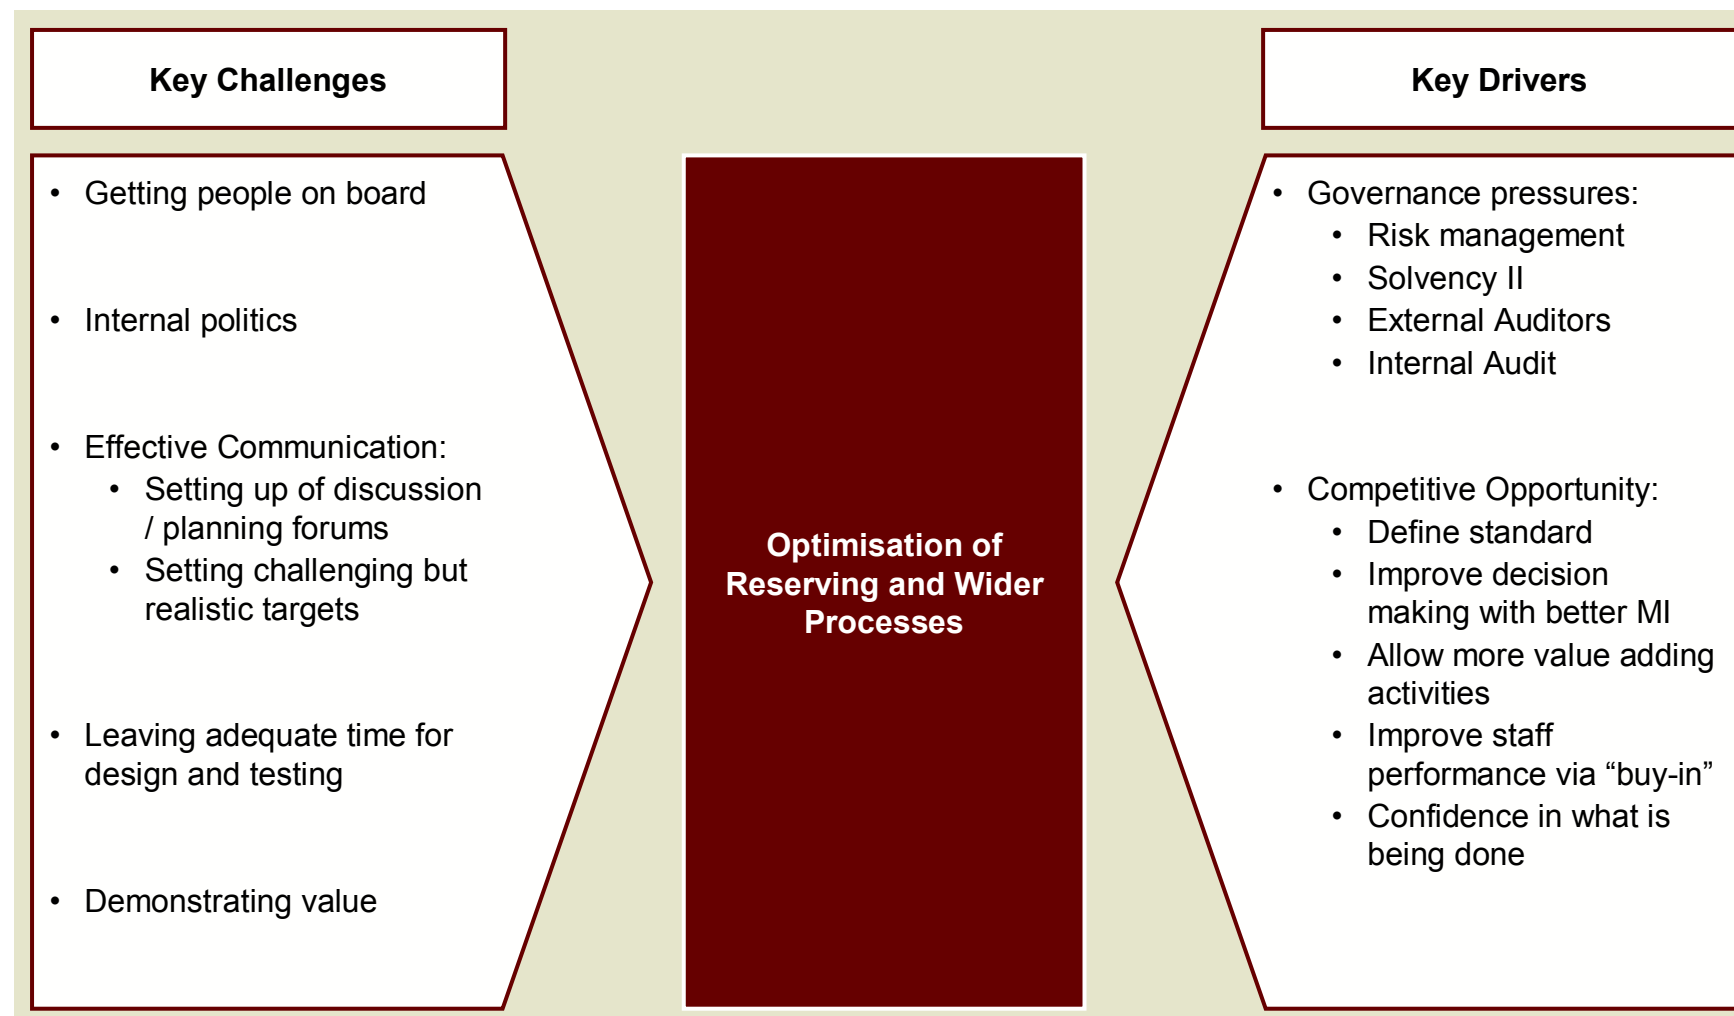 Key Challenges
• Getting people on board
• Internal politics
• Effective Communication:
• Setting up of discussion
/ planning forums
• Setting challenging but
realistic targets
• Leaving adequate time for
design and testing
• Demonstrating value
Optimisation of
Reserving and Wider
Processes
Key Drivers
• Governance pressures:
• Risk management
• Solvency II
• External Auditors
• Internal Audit
• Competitive Opportunity:
• Define standard
• Improve decision
making with better MI
• Allow more value adding
activities
• Improve staff
performance via “buy-in”
• Confidence in what is
being done